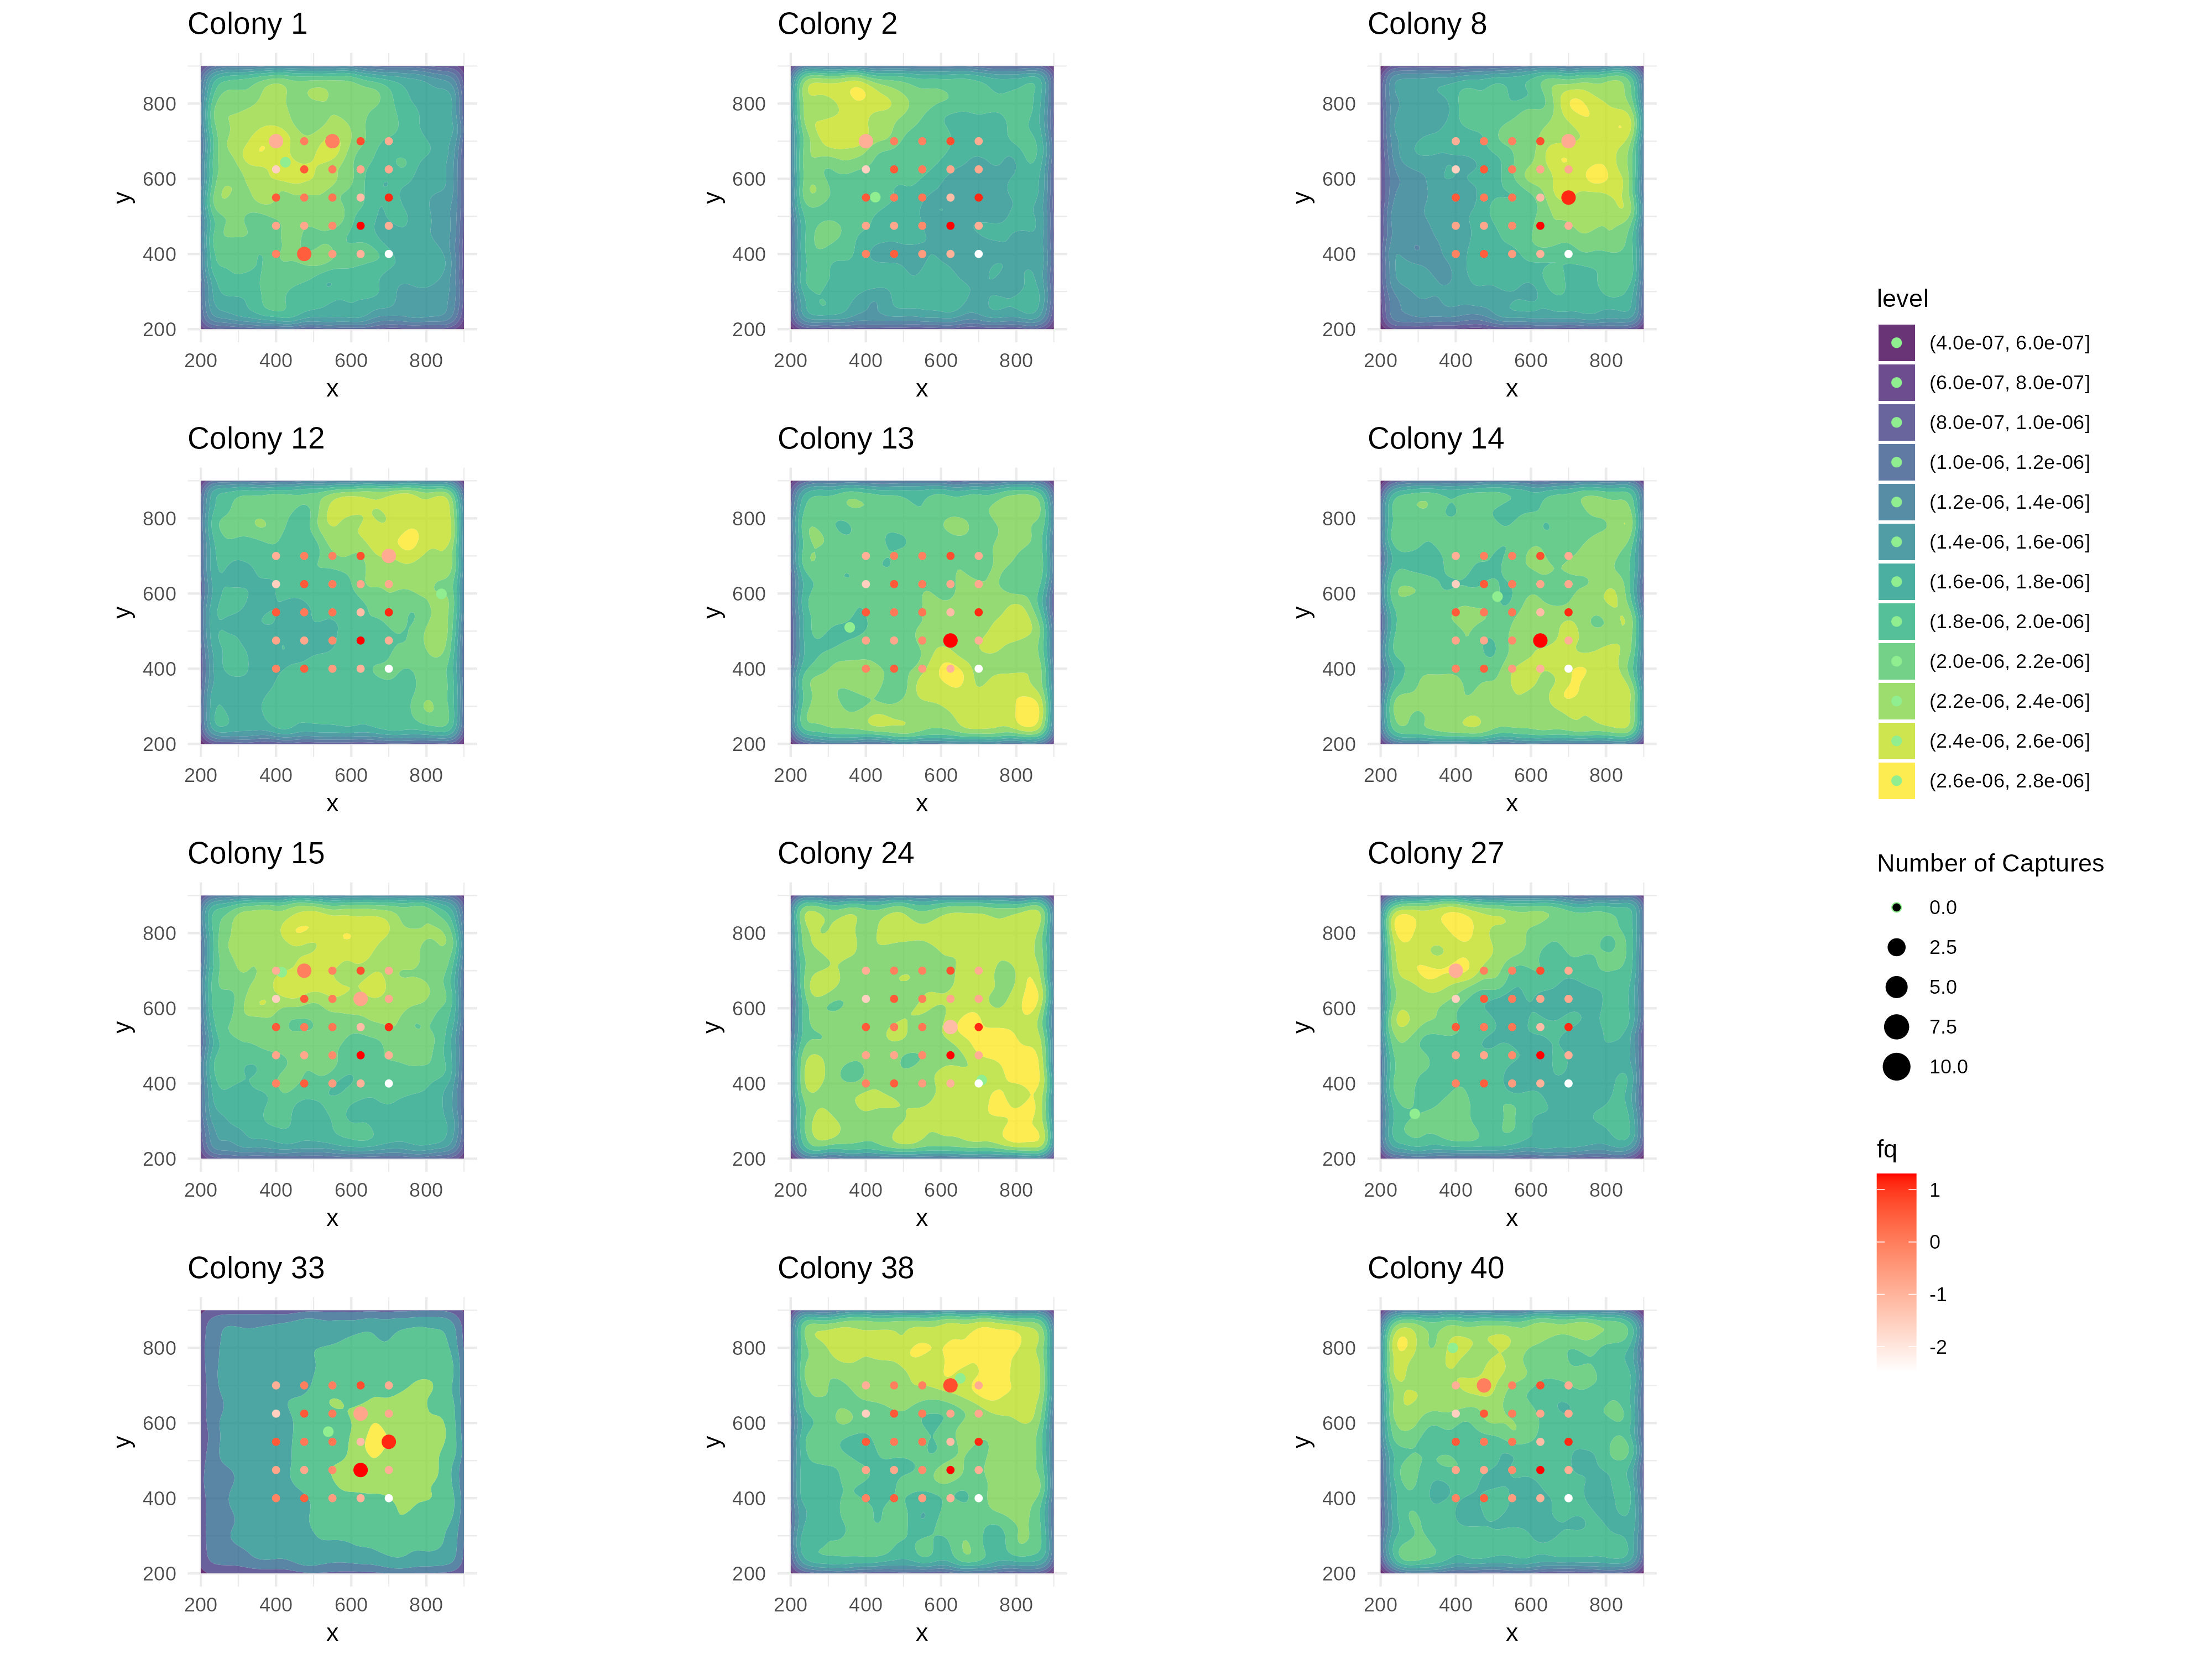 Colony 1
Colony 2
Colony 8
800
600
400
200
y
200 400 600 800
x
800
600
400
200
y
200 400 600 800
x
800
600
400
200
y
200 400 600 800
x
Colony 12
Colony 13
Colony 14
800
600
400
200
y
200 400 600 800
x
800
600
400
200
y
200 400 600 800
x
800
600
400
200
y
200 400 600 800
x
Colony 15
Colony 24
Colony 27
800
600
400
200
y
200 400 600 800
x
800
600
400
200
y
200 400 600 800
x
800
600
400
200
y
200 400 600 800
x
Colony 33
Colony 38
Colony 40
800
600
400
200
y
200 400 600 800
x
800
600
400
200
y
200 400 600 800
x
800
600
400
200
y
200 400 600 800
x
level
(4.0e-07, 6.0e-07]
(6.0e-07, 8.0e-07]
(8.0e-07, 1.0e-06]
(1.0e-06, 1.2e-06]
(1.2e-06, 1.4e-06]
(1.4e-06, 1.6e-06]
(1.6e-06, 1.8e-06]
(1.8e-06, 2.0e-06]
(2.0e-06, 2.2e-06]
(2.2e-06, 2.4e-06]
(2.4e-06, 2.6e-06]
(2.6e-06, 2.8e-06]
Number of Captures
0.0
2.5
5.0
7.5
10.0
fq
1
0
-1
-2